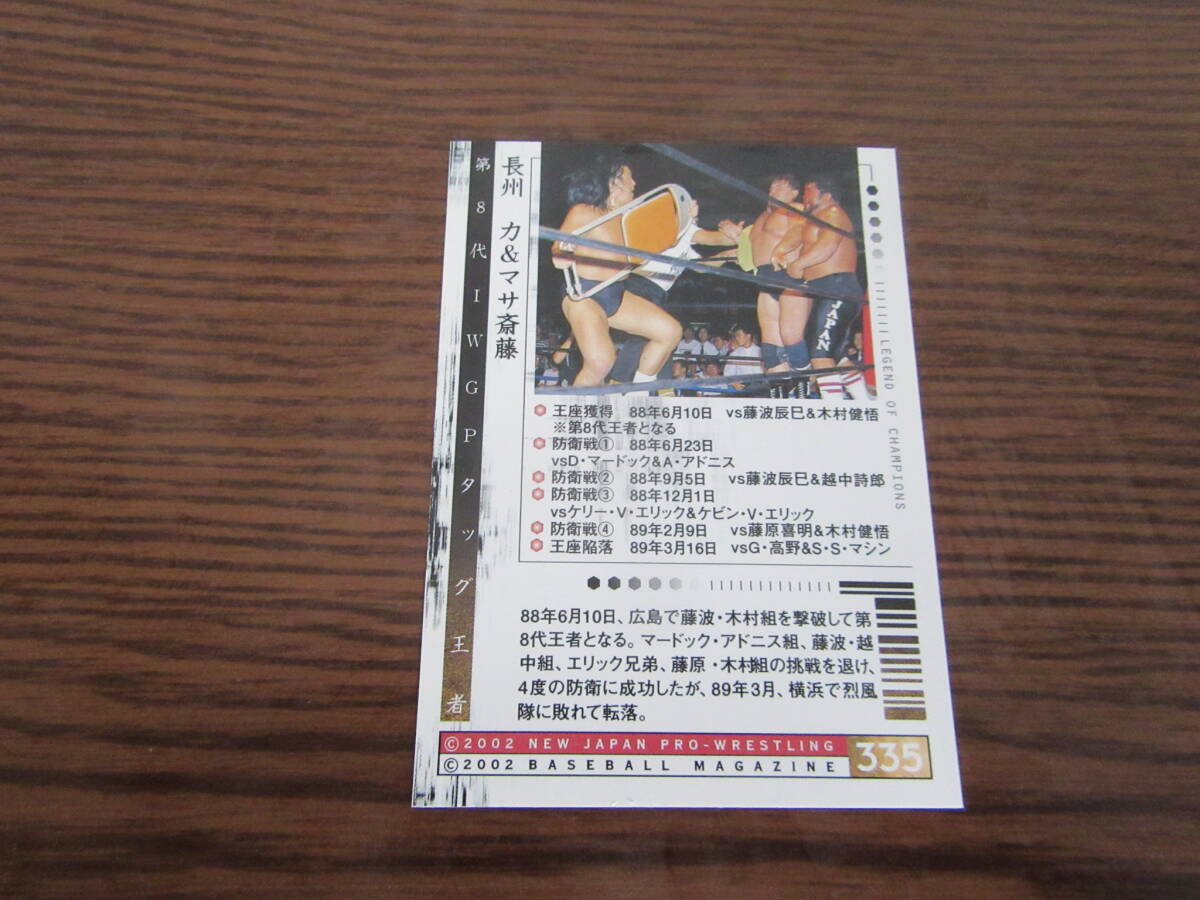 第8代IWGPタッグ王者
長州 力&マサ斎藤
JAPAN
LEGEND OF CHAMPIONS
王座獲得 88年6月10日 vs藤波辰巳&木村健悟
※第8代王者となる
防衛戦① 88年6月23日
vsD・マードック&A・アドニス
防衛戦② 88年9月5日 vs藤波辰巳&越中詩郎
防衛戦③ 88年12月1日
vsケリー・V・エリック&ケビン・V・エリック
防衛戦④ 89年2月9日 vs藤原喜明&木村健悟
王座陥落 89年3月16日 vsG・高野&S・S・マシン
88年6月10日、広島で藤波・木村組を撃破して第
8代王者となる。マードック・アドニス組、藤波・越
中組、エリック兄弟、藤原・木村組の挑戦を退け、
4度の防衛に成功したが、89年3月、横浜で烈風
隊に敗れて転落。
©2002 NEW JAPAN PRO-WRESTLING
©2002 BASEBALL MAGAZINE
335